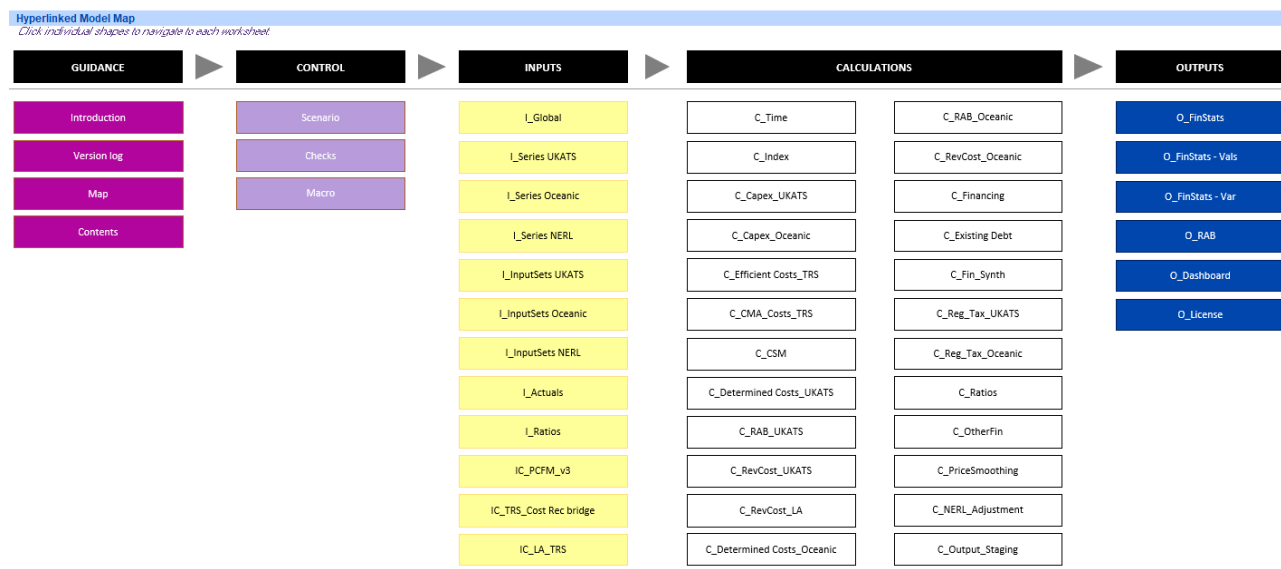 Hyperlinked Model Map
Click individual shapes to navigate to each worksheet.
GUIDANCE
CONTROL
INPUTS
CALCULATIONS
OUTPUTS
Introduction
Version log
Map
Contents
Scenario
Checks
Macro
I_Global
I_Series UKATS
I_Series Oceanic
I_Series NERL
I_InputSets UKATS
I_InputSets Oceanic
I_InputSets NERL
I_Actuals
I_Ratios
IC_PCFM_v3
IC_TRS_Cost Rec bridge
IC_LA_TRS
C_Time
C_Index
C_Capex_UKATS
C_Capex_Oceanic
C_Efficient Costs_TRS
C_CMA_Costs_TRS
C_CSM
C_Determined Costs_UKATS
C_RAB_UKATS
C_RevCost_UKATS
C_RevCost_LA
C_Determined Costs_Oceanic
C_RAB_Oceanic
C_RevCost_Oceanic
C_Financing
C_Existing Debt
C_Fin_Synth
C_Reg_Tax_UKATS
C_Reg_Tax_Oceanic
C_Ratios
C_OtherFin
C_PriceSmoothing
C_NERL_Adjustment
C_Output_Staging
O_FinStats
O_FinStats - Vals
O_FinStats - Var
O_RAB
O_Dashboard
O_License